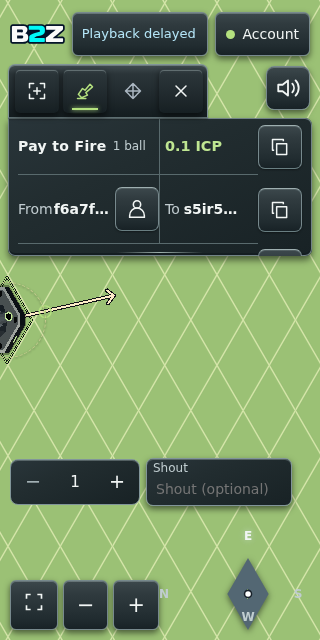 B2Z Playback delayed Account
Pay to Fire 1 ball 0.1 ICP
From f6a7f... To s5ir5...
− 1 +
Shout
Shout (optional)
E
N S
W
− +